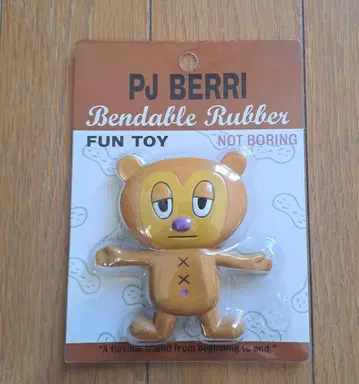 PJ BERRI
Bendable Rubber
FUN TOY NOT BORING
"A flexible friend from beginning to end."